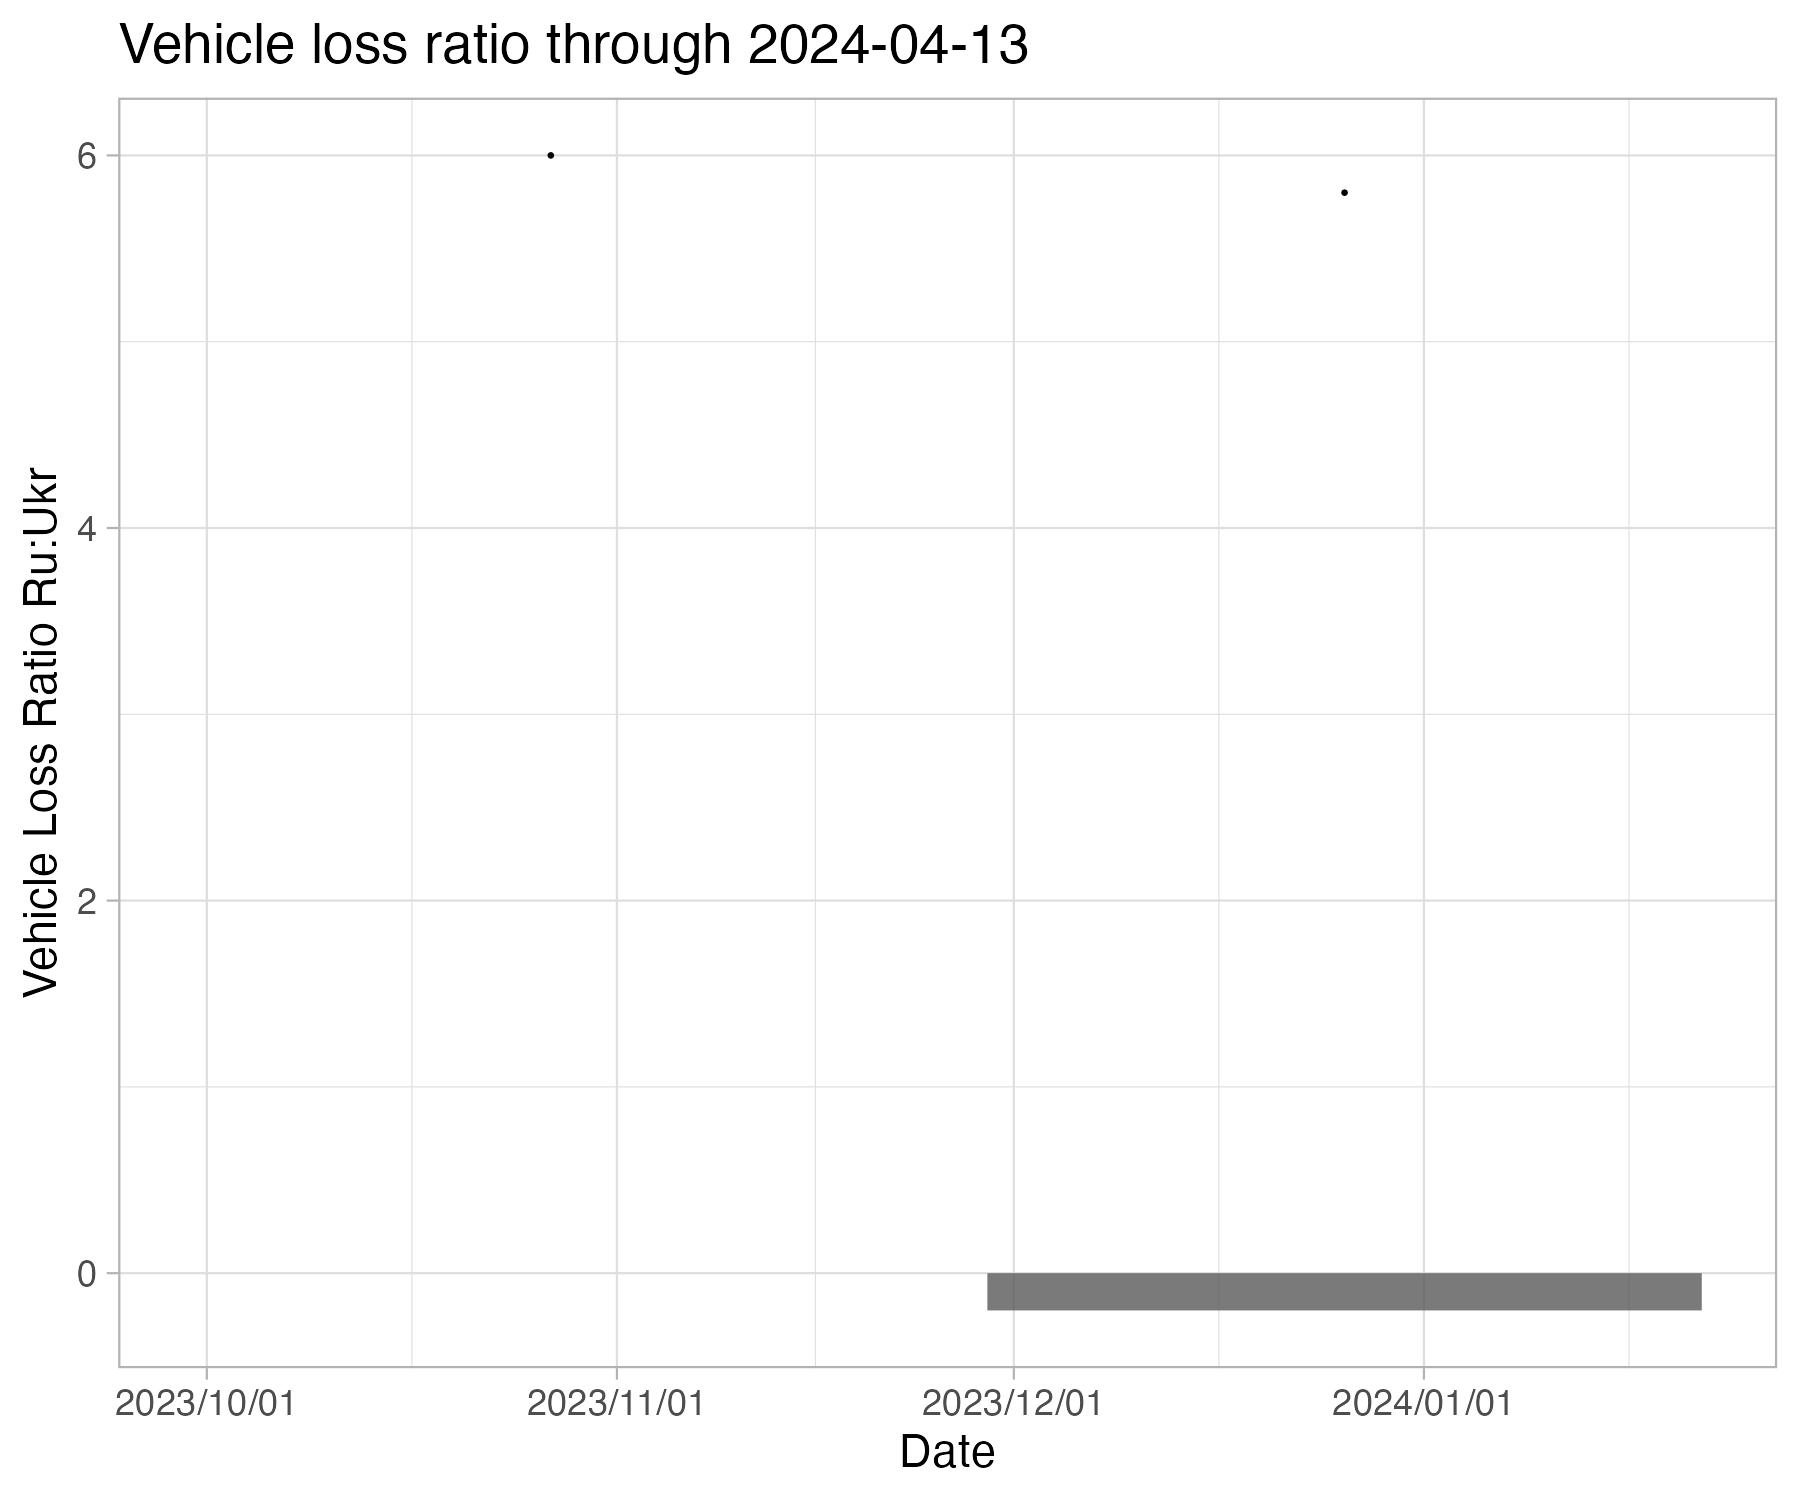 Vehicle loss ratio through 2024-04-13
Vehicle Loss Ratio Ru:Ukr
6
4
2
0
2023/10/01
2023/11/01
2023/12/01
2024/01/01
Date